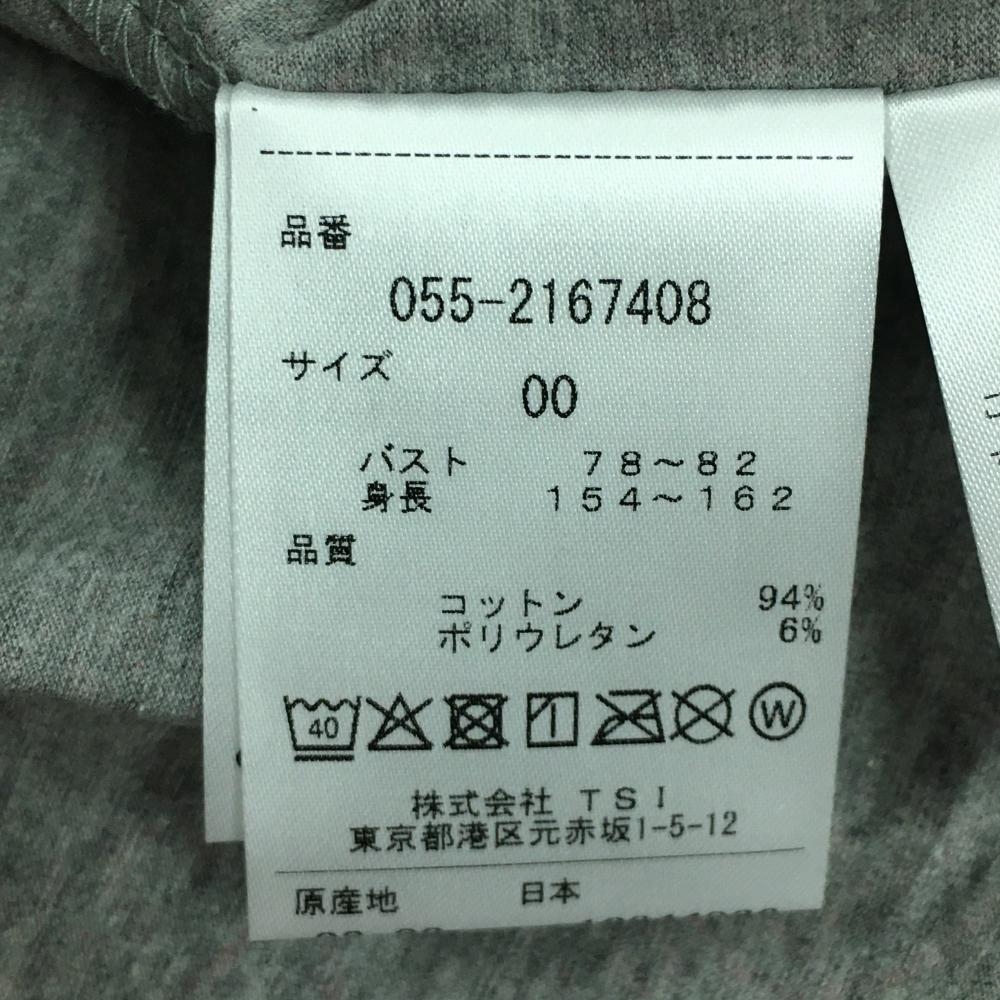 品番
055-2167408
サイズ
00
バスト 78～82
身長 154～162
品質
コットン 94%
ポリウレタン 6%
40
W
株式会社 TSI
東京都港区元赤坂1-5-12
原産地 日本